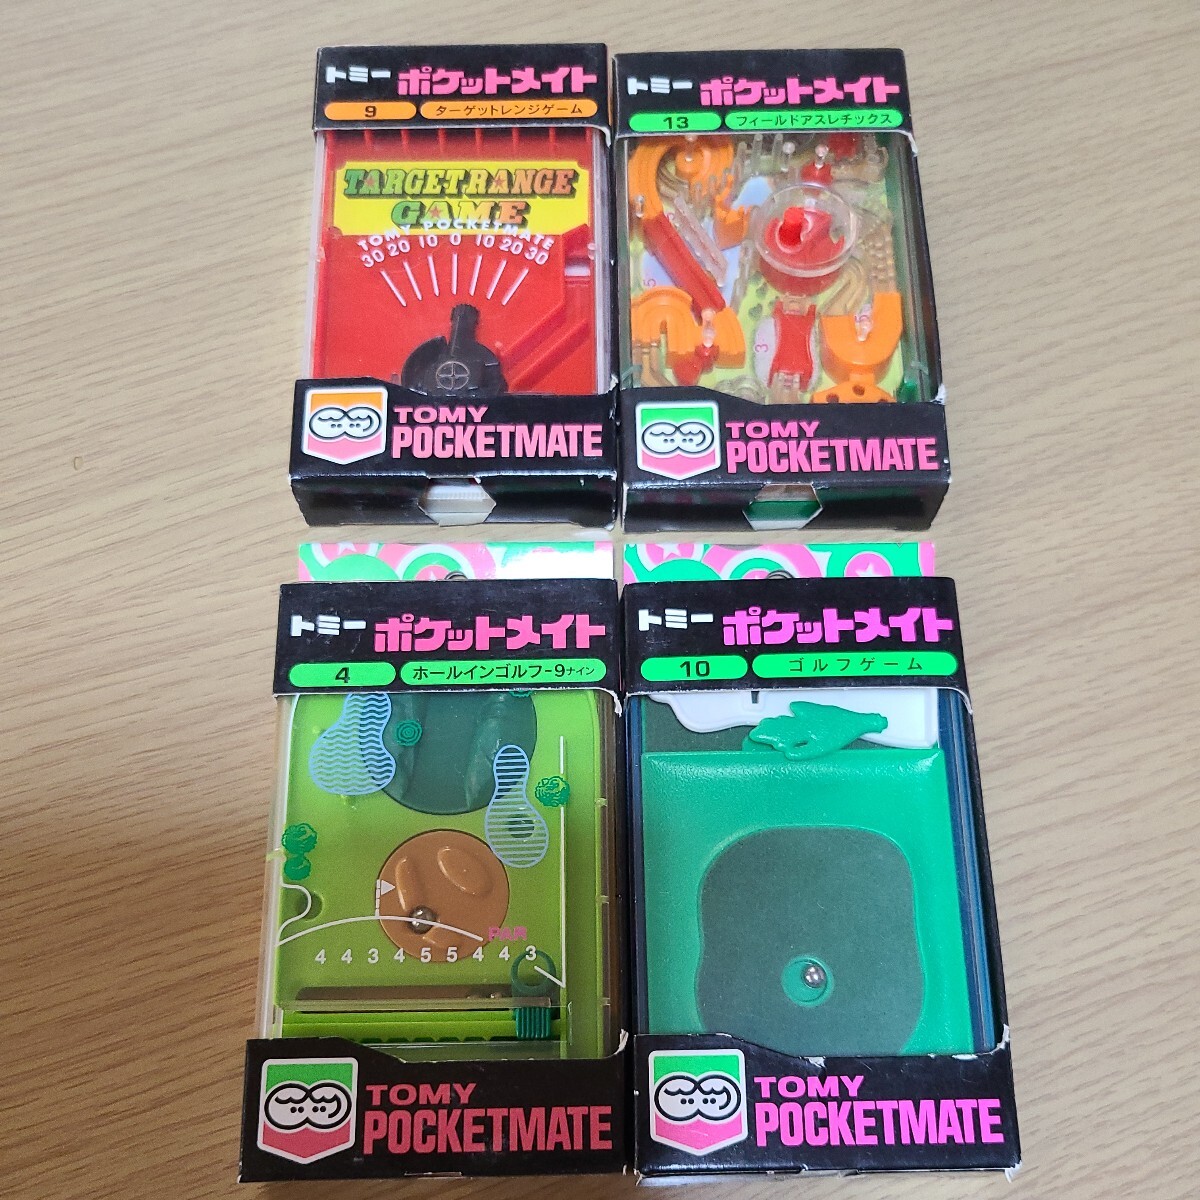 トミー ポケットメイト
9 ターゲットレンジゲーム
TARGET RANGE
GAME
TOMY POCKETMATE
30 20 10 0 10 20 30
TOMY
POCKETMATE
トミー ポケットメイト
13 フィールドアスレチックス
5
3
5
TOMY
POCKETMATE
トミー ポケットメイト
4 ホールインゴルフ-9ナイン
PAR
4 4 3 4 5 5 4 4 3
TOMY
POCKETMATE
トミー ポケットメイト
10 ゴルフゲーム
TOMY
POCKETMATE